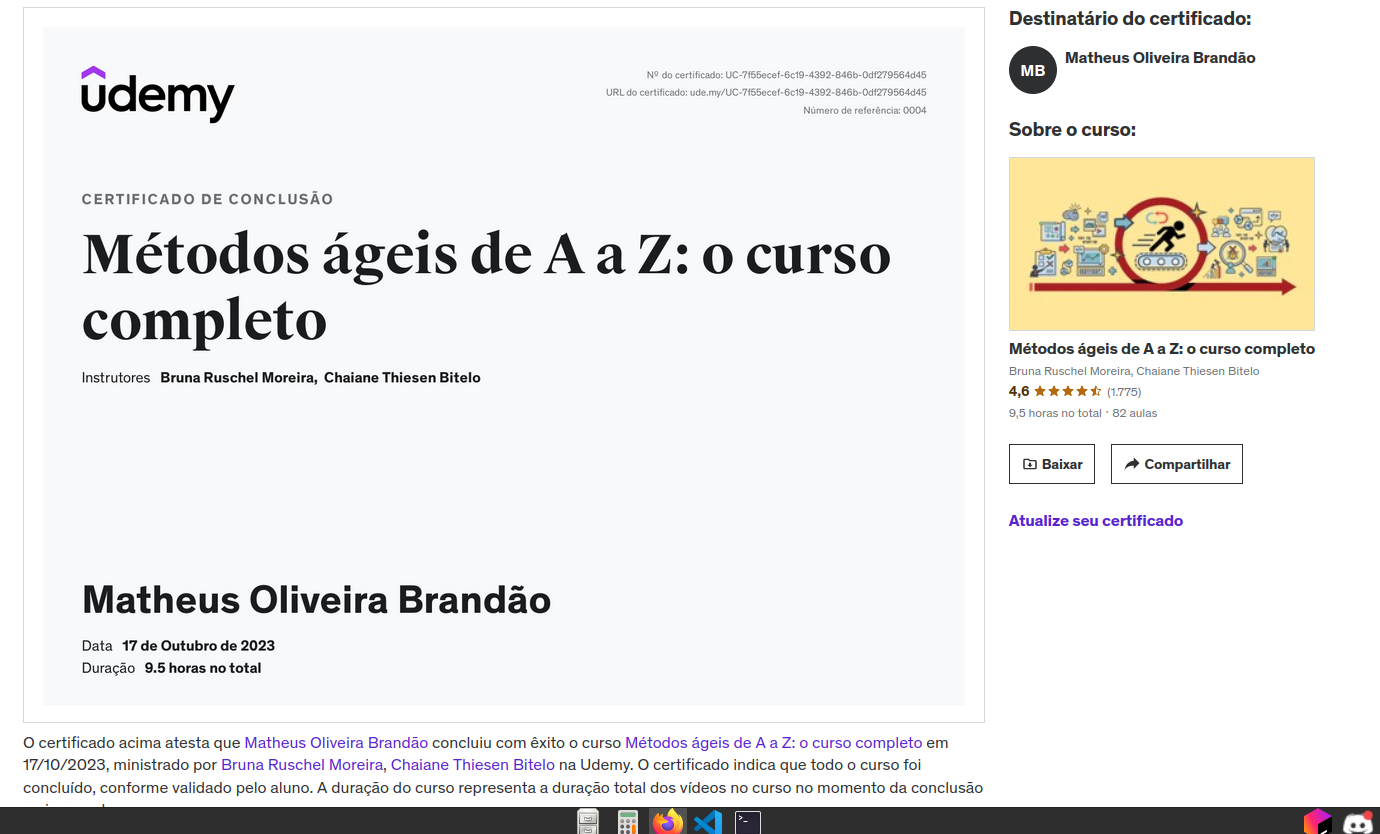 udemy
Nº do certificado: UC-7f55ecef-6c19-4392-846b-0df279564d45
URL do certificado: ude.my/UC-7f55ecef-6c19-4392-846b-0df279564d45
Número de referência: 0004
CERTIFICADO DE CONCLUSÃO
Métodos ágeis de A a Z: o curso
completo
Instrutores Bruna Ruschel Moreira, Chaiane Thiesen Bitelo
Matheus Oliveira Brandão
Data 17 de Outubro de 2023
Duração 9.5 horas no total
O certificado acima atesta que Matheus Oliveira Brandão concluiu com êxito o curso Métodos ágeis de A a Z: o curso completo em
17/10/2023, ministrado por Bruna Ruschel Moreira, Chaiane Thiesen Bitelo na Udemy. O certificado indica que todo o curso foi
concluído, conforme validado pelo aluno. A duração do curso representa a duração total dos vídeos no curso no momento da conclusão
Destinatário do certificado:
MB
Matheus Oliveira Brandão
Sobre o curso:
Métodos ágeis de A a Z: o curso completo
Bruna Ruschel Moreira, Chaiane Thiesen Bitelo
4,6 (1.775)
9,5 horas no total · 82 aulas
Baixar
Compartilhar
Atualize seu certificado